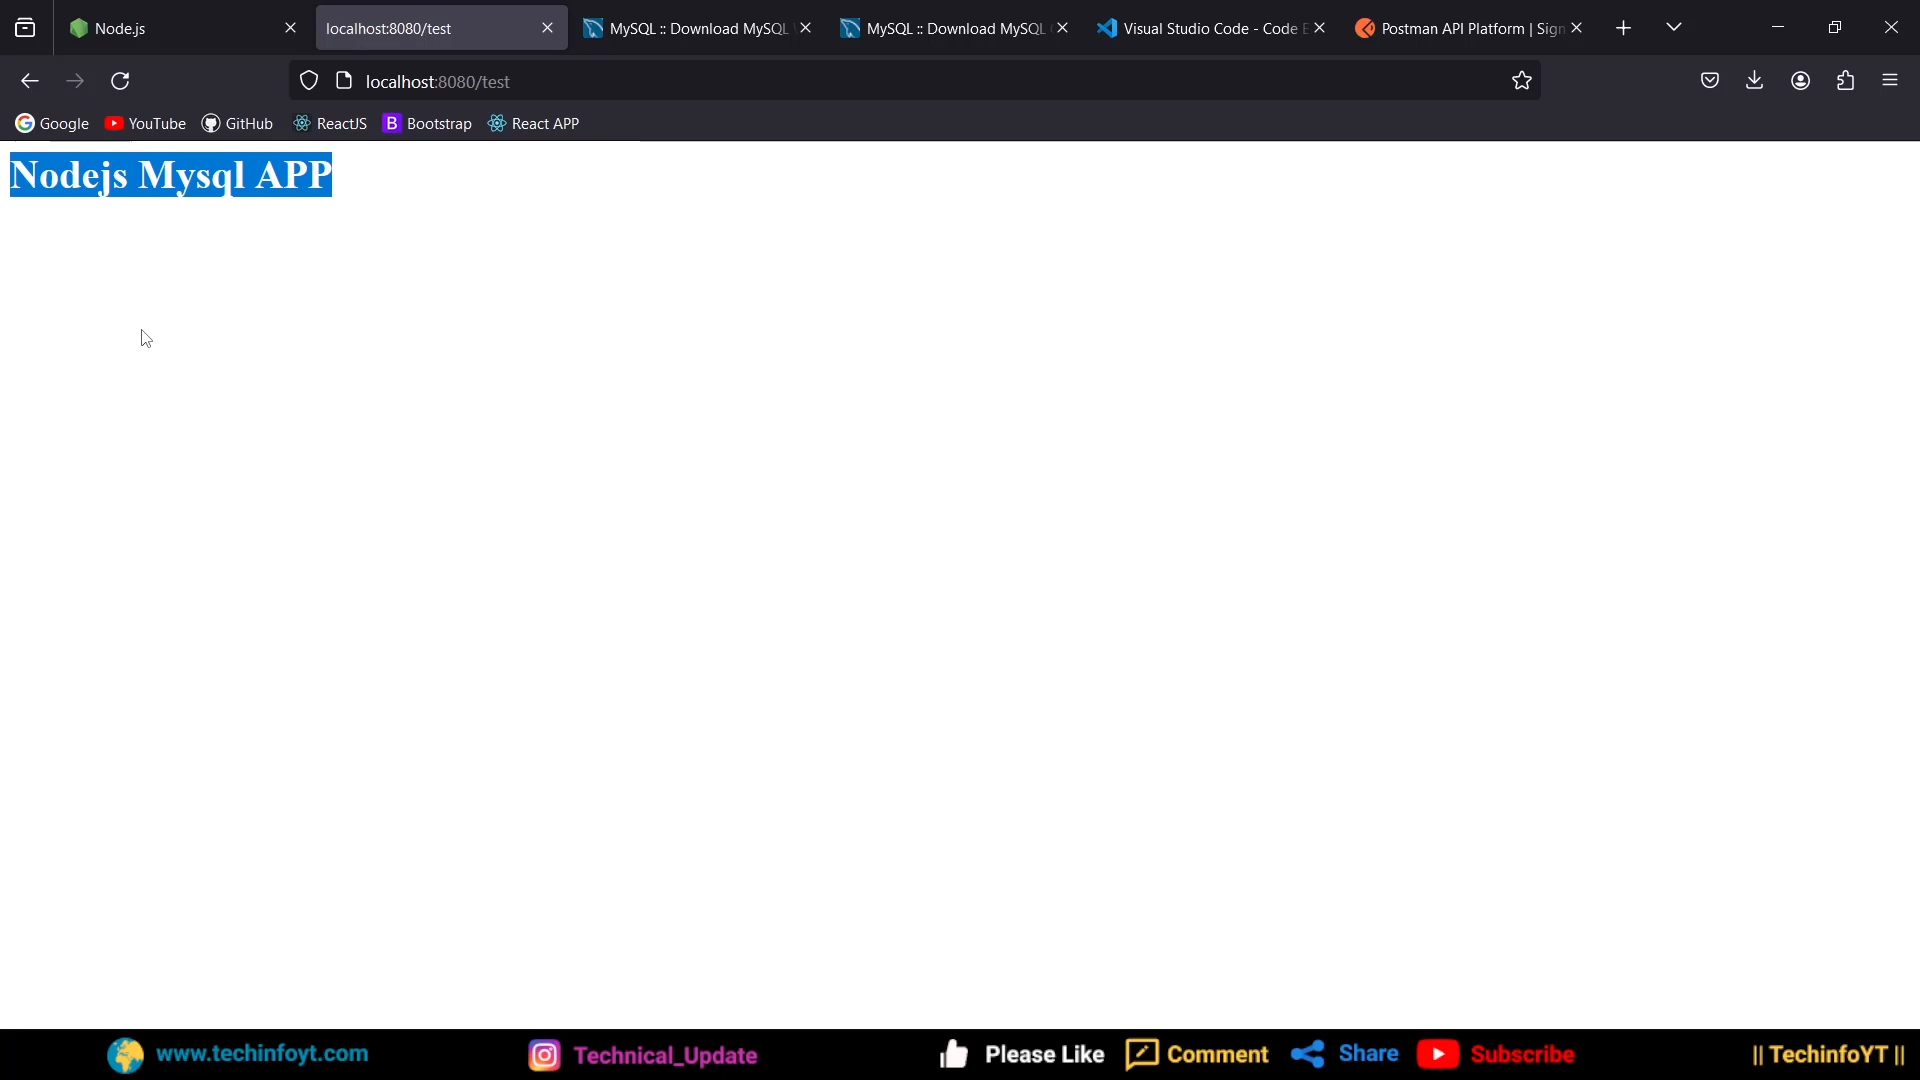 Node.js
localhost:8080/test
MySQL :: Download MySQL
MySQL :: Download MySQL
Visual Studio Code - Code E
Postman API Platform | Sign
localhost:8080/test
Google
YouTube
GitHub
ReactJS
B Bootstrap
React APP
Nodejs Mysql APP
www.techinfoyt.com
Technical_Update
Please Like
Comment
Share
Subscribe
|| TechinfoYT ||